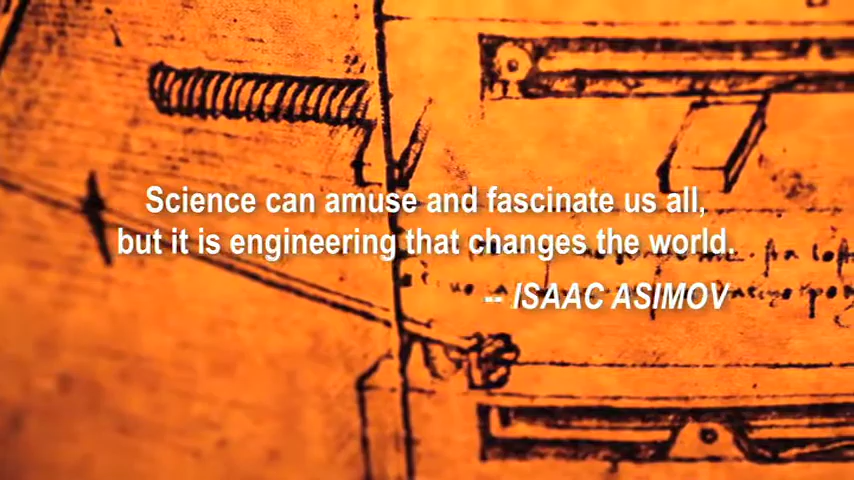 Science can amuse and fascinate us all,
but it is engineering that changes the world.
-- ISAAC ASIMOV